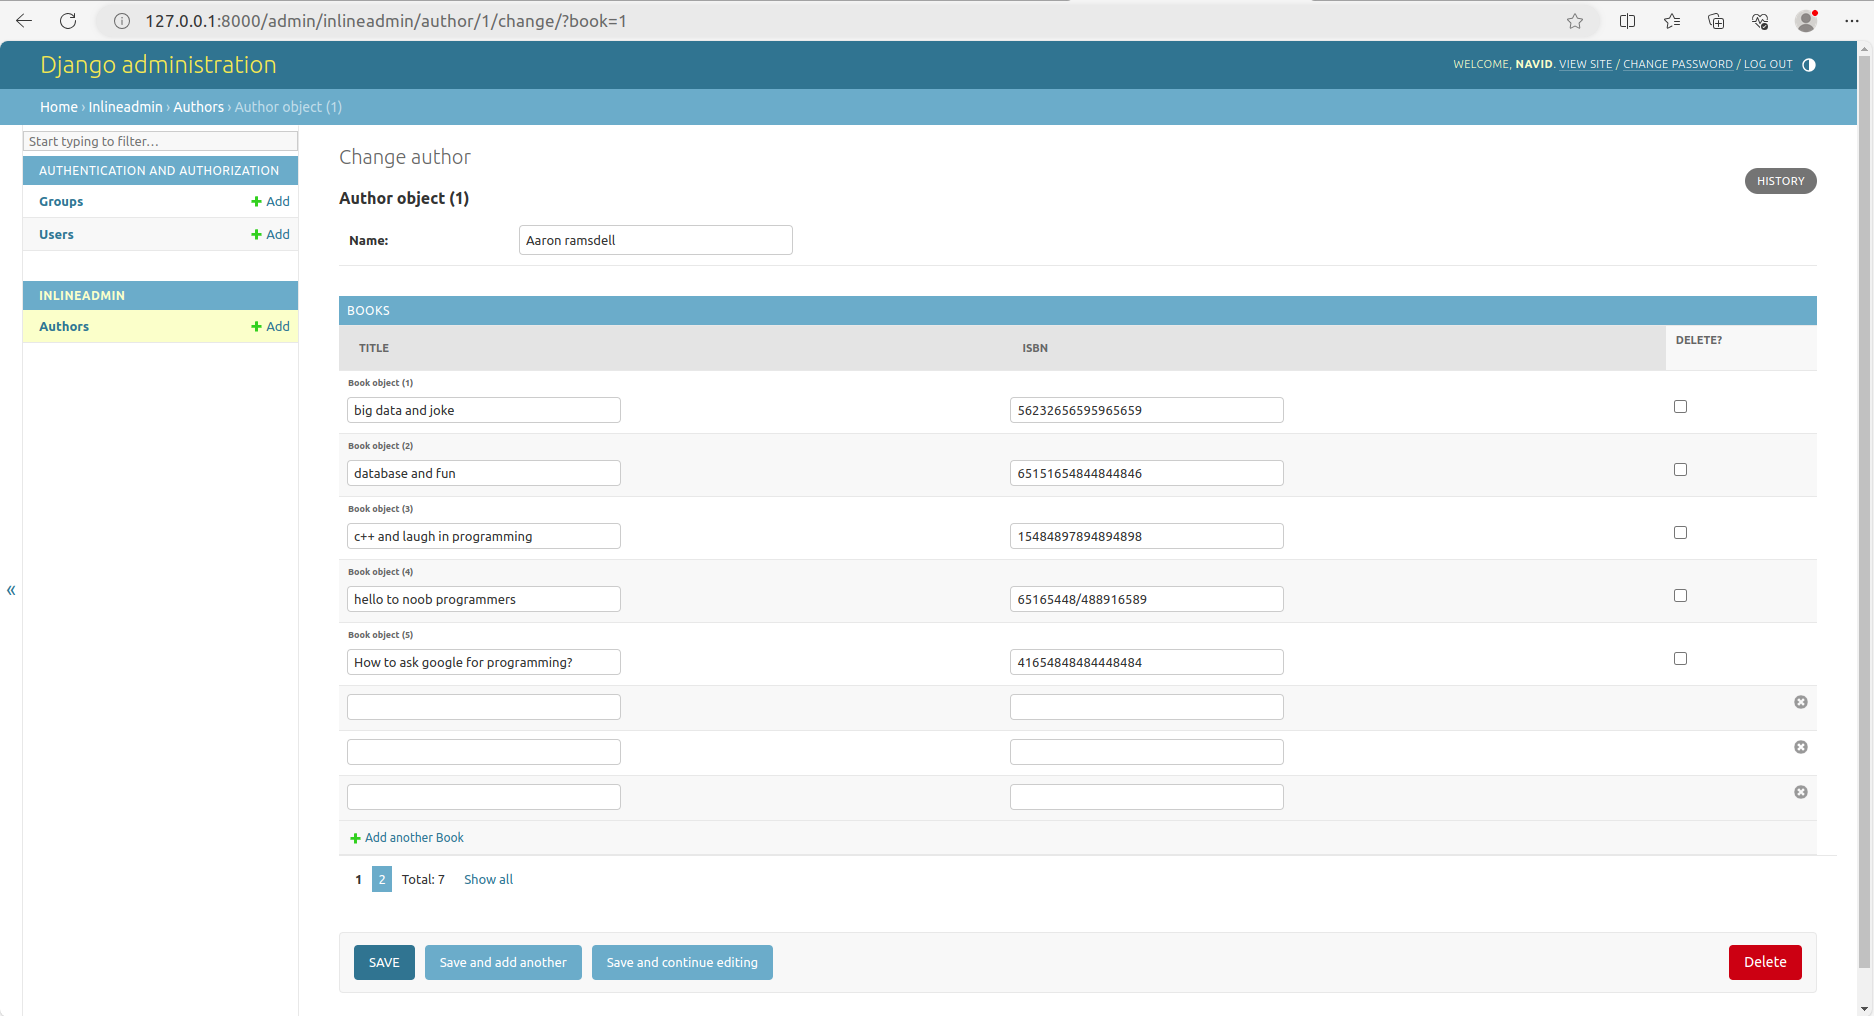 127.0.0.1:8000/admin/inlineadmin/author/1/change/?book=1
Django administration
WELCOME, NAVID. VIEW SITE / CHANGE PASSWORD / LOG OUT
Home › Inlineadmin › Authors › Author object (1)
Start typing to filter...
AUTHENTICATION AND AUTHORIZATION
Groups Add
Users Add
INLINEADMIN
Authors Add
«
Change author
HISTORY
Author object (1)
Name: Aaron ramsdell
BOOKS
TITLE ISBN DELETE?
Book object (1)
big data and joke 56232656595965659
Book object (2)
database and fun 65151654844844846
Book object (3)
c++ and laugh in programming 15484897894894898
Book object (4)
hello to noob programmers 65165448/488916589
Book object (5)
How to ask google for programming? 41654848484448484
Add another Book
1 2 Total: 7 Show all
SAVE Save and add another Save and continue editing Delete